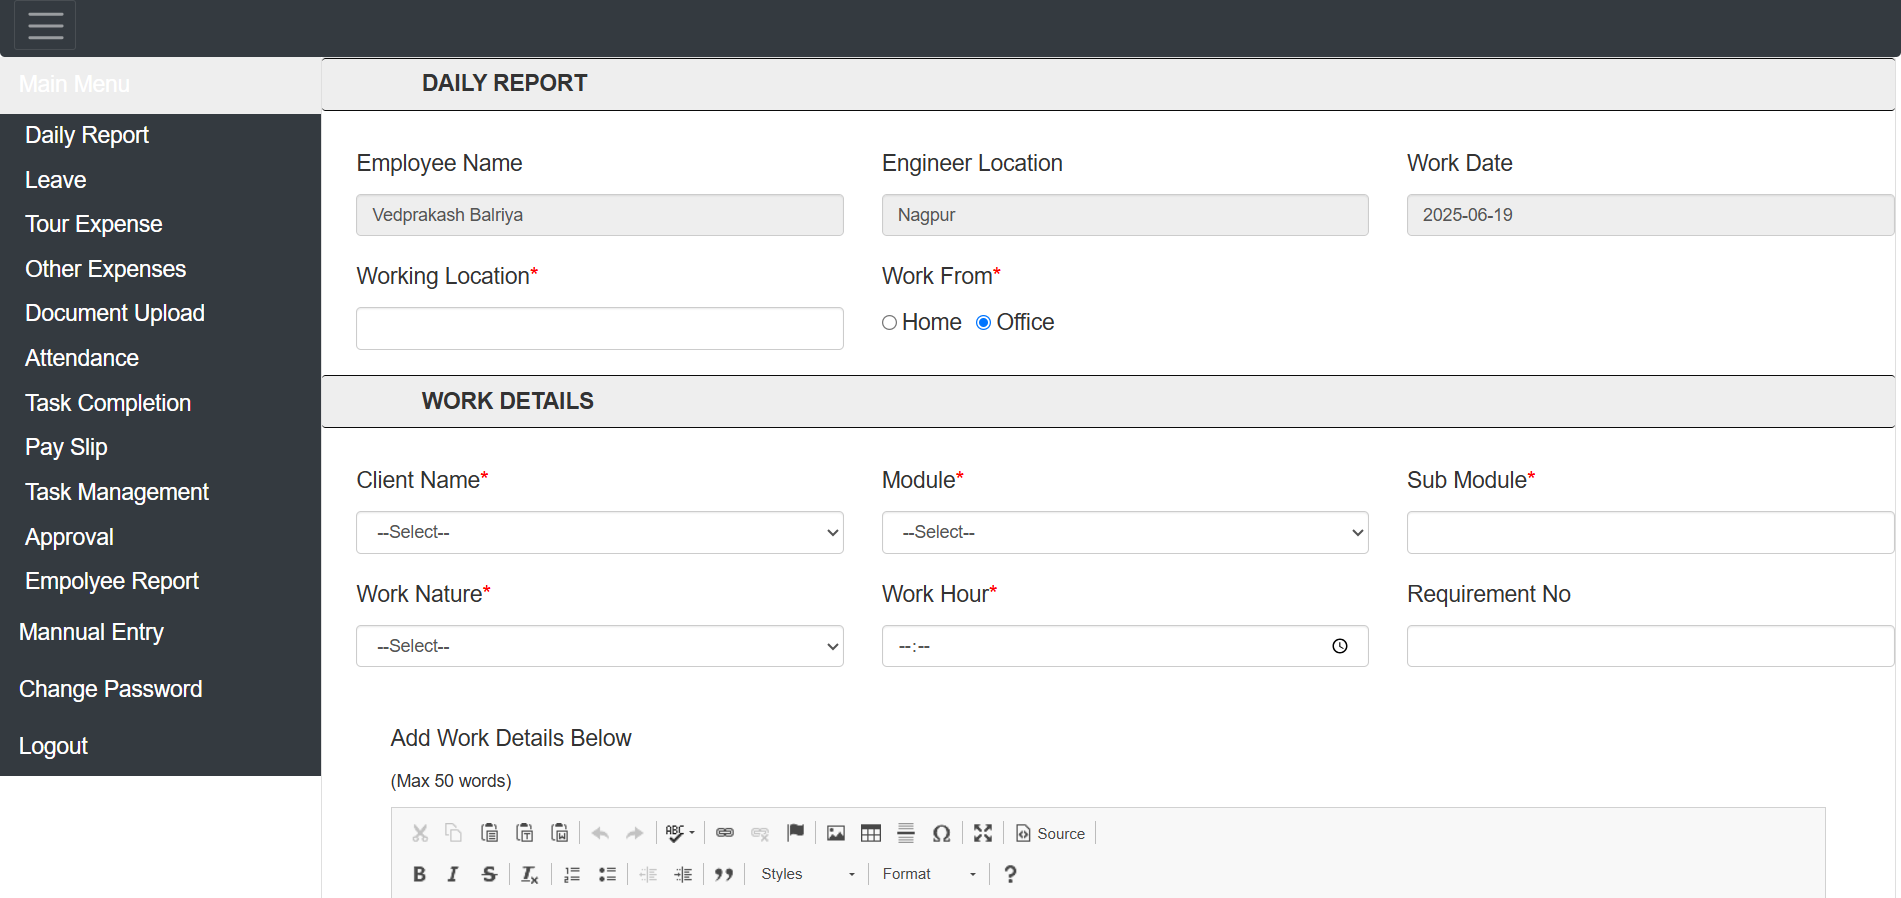 Main Menu
Daily Report
Leave
Tour Expense
Other Expenses
Document Upload
Attendance
Task Completion
Pay Slip
Task Management
Approval
Empolyee Report
Mannual Entry
Change Password
Logout
DAILY REPORT
Employee Name Engineer Location Work Date
Vedprakash Balriya Nagpur 2025-06-19
Working Location* Work From*
Home Office
WORK DETAILS
Client Name* Module* Sub Module*
--Select-- --Select--
Work Nature* Work Hour* Requirement No
--Select-- --:--
Add Work Details Below
(Max 50 words)
ABC Ω Source
B I S Tx Styles Format ?